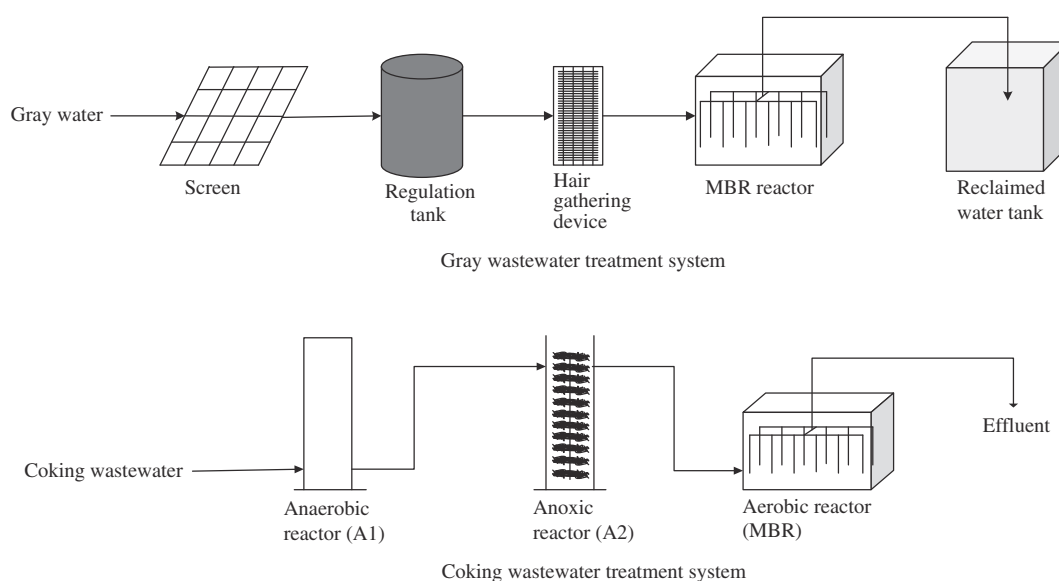 Gray water
Screen
Regulation
tank
Hair
gathering
device
MBR reactor
Reclaimed
water tank
Gray wastewater treatment system
Coking wastewater
Anaerobic
reactor (A1)
Anoxic
reactor (A2)
Aerobic reactor
(MBR)
Effluent
Coking wastewater treatment system